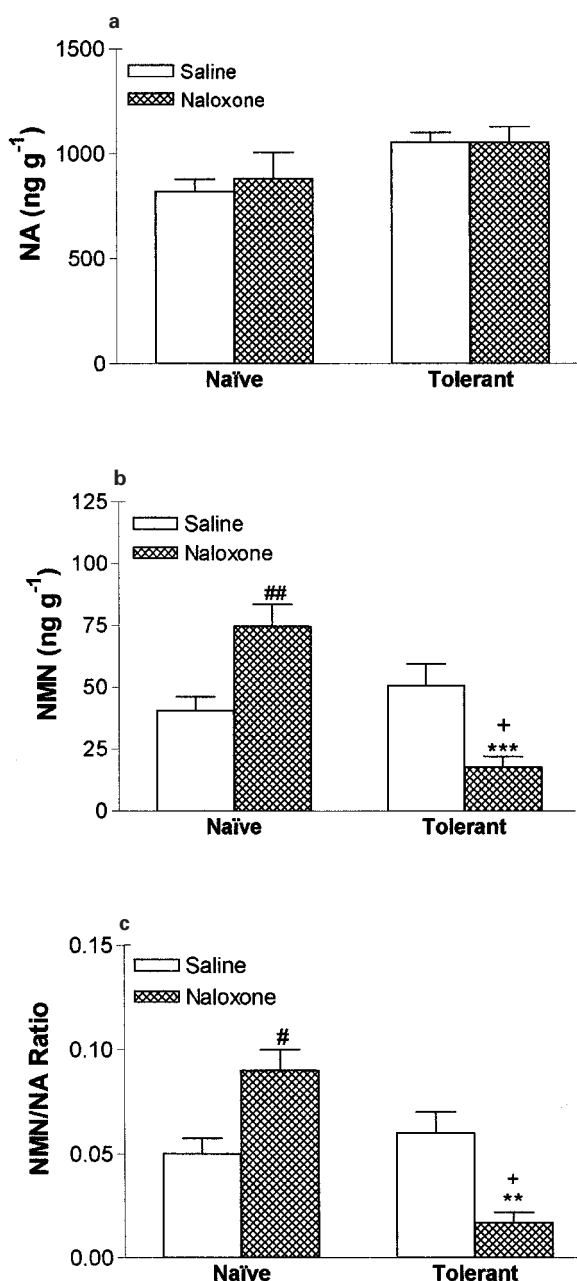 a
1500
1000
500
0
NA (ng g-1)
Saline
Naloxone
Naïve
Tolerant
b
125
100
75
50
25
0
NMN (ng g-1)
Saline
Naloxone
##
+
***
Naïve
Tolerant
c
0.15
0.10
0.05
0.00
NMN/NA Ratio
Saline
Naloxone
#
+
**
Naïve
Tolerant